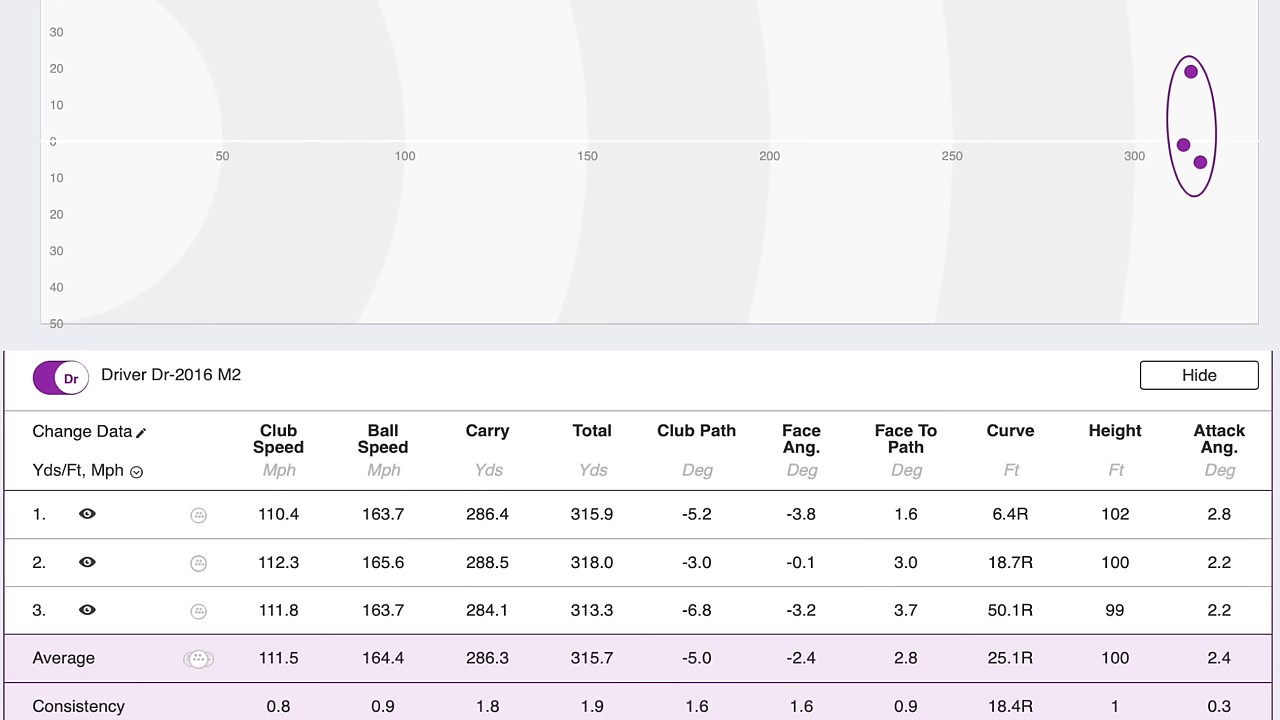 30
20
10
0
50 100 150 200 250 300
10
20
30
40
50
Dr Driver Dr-2016 M2 Hide
Change Data Club Speed Ball Speed Carry Total Club Path Face Ang. Face To Path Curve Height Attack Ang.
Yds/Ft, Mph Mph Mph Yds Yds Deg Deg Deg Ft Ft Deg
1. 110.4 163.7 286.4 315.9 -5.2 -3.8 1.6 6.4R 102 2.8
2. 112.3 165.6 288.5 318.0 -3.0 -0.1 3.0 18.7R 100 2.2
3. 111.8 163.7 284.1 313.3 -6.8 -3.2 3.7 50.1R 99 2.2
Average 111.5 164.4 286.3 315.7 -5.0 -2.4 2.8 25.1R 100 2.4
Consistency 0.8 0.9 1.8 1.9 1.6 1.6 0.9 18.4R 1 0.3